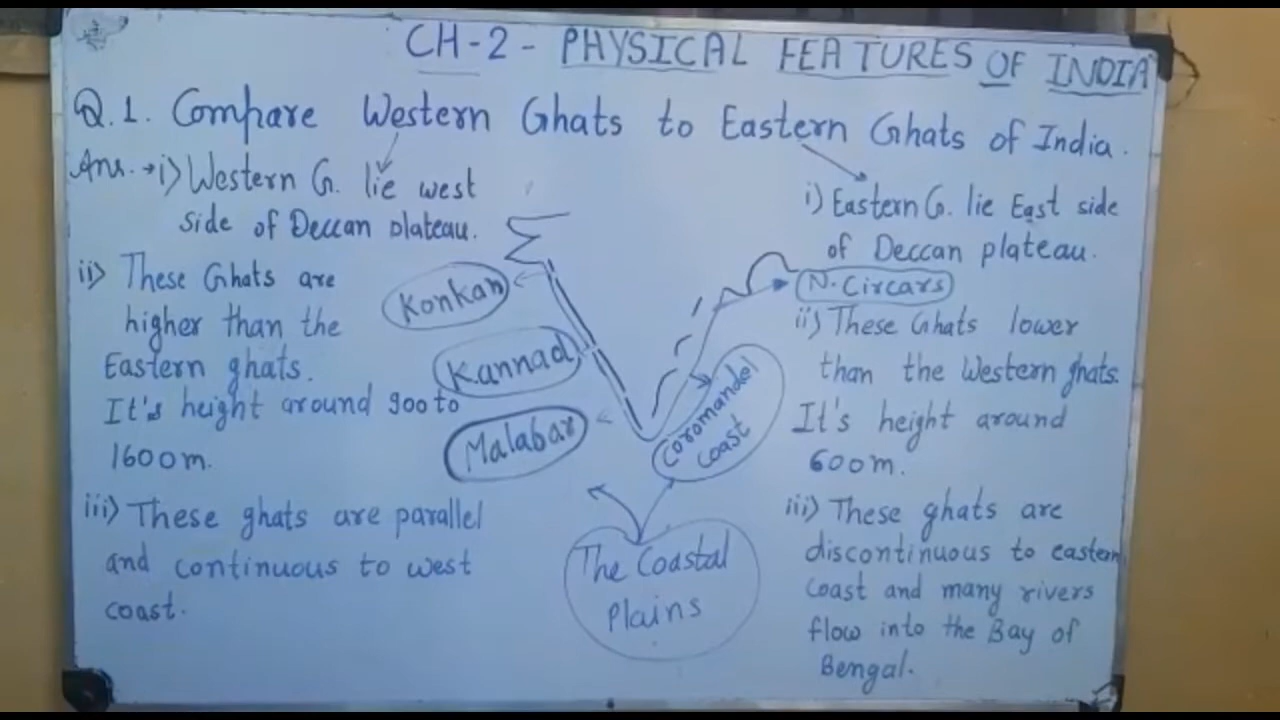 CH-2 - PHYSICAL FEATURES OF INDIA
Q.1. Compare Western Ghats to Eastern Ghats of India.
Ans. → i) Western G. lie west
side of Deccan plateau.
ii) These Ghats are
higher than the
Eastern ghats.
It's height around 900 to
1600m.
iii) These ghats are parallel
and continuous to west
coast.
Konkan
Kannad
Malabar
Coromandel
coast
The Coastal
Plains
i) Eastern G. lie East side
of Deccan plateau.
N. Circars
ii) These Ghats lower
than the Western ghats.
It's height around
600m.
iii) These ghats are
discontinuous to eastern
coast and many rivers
flow into the Bay of
Bengal.